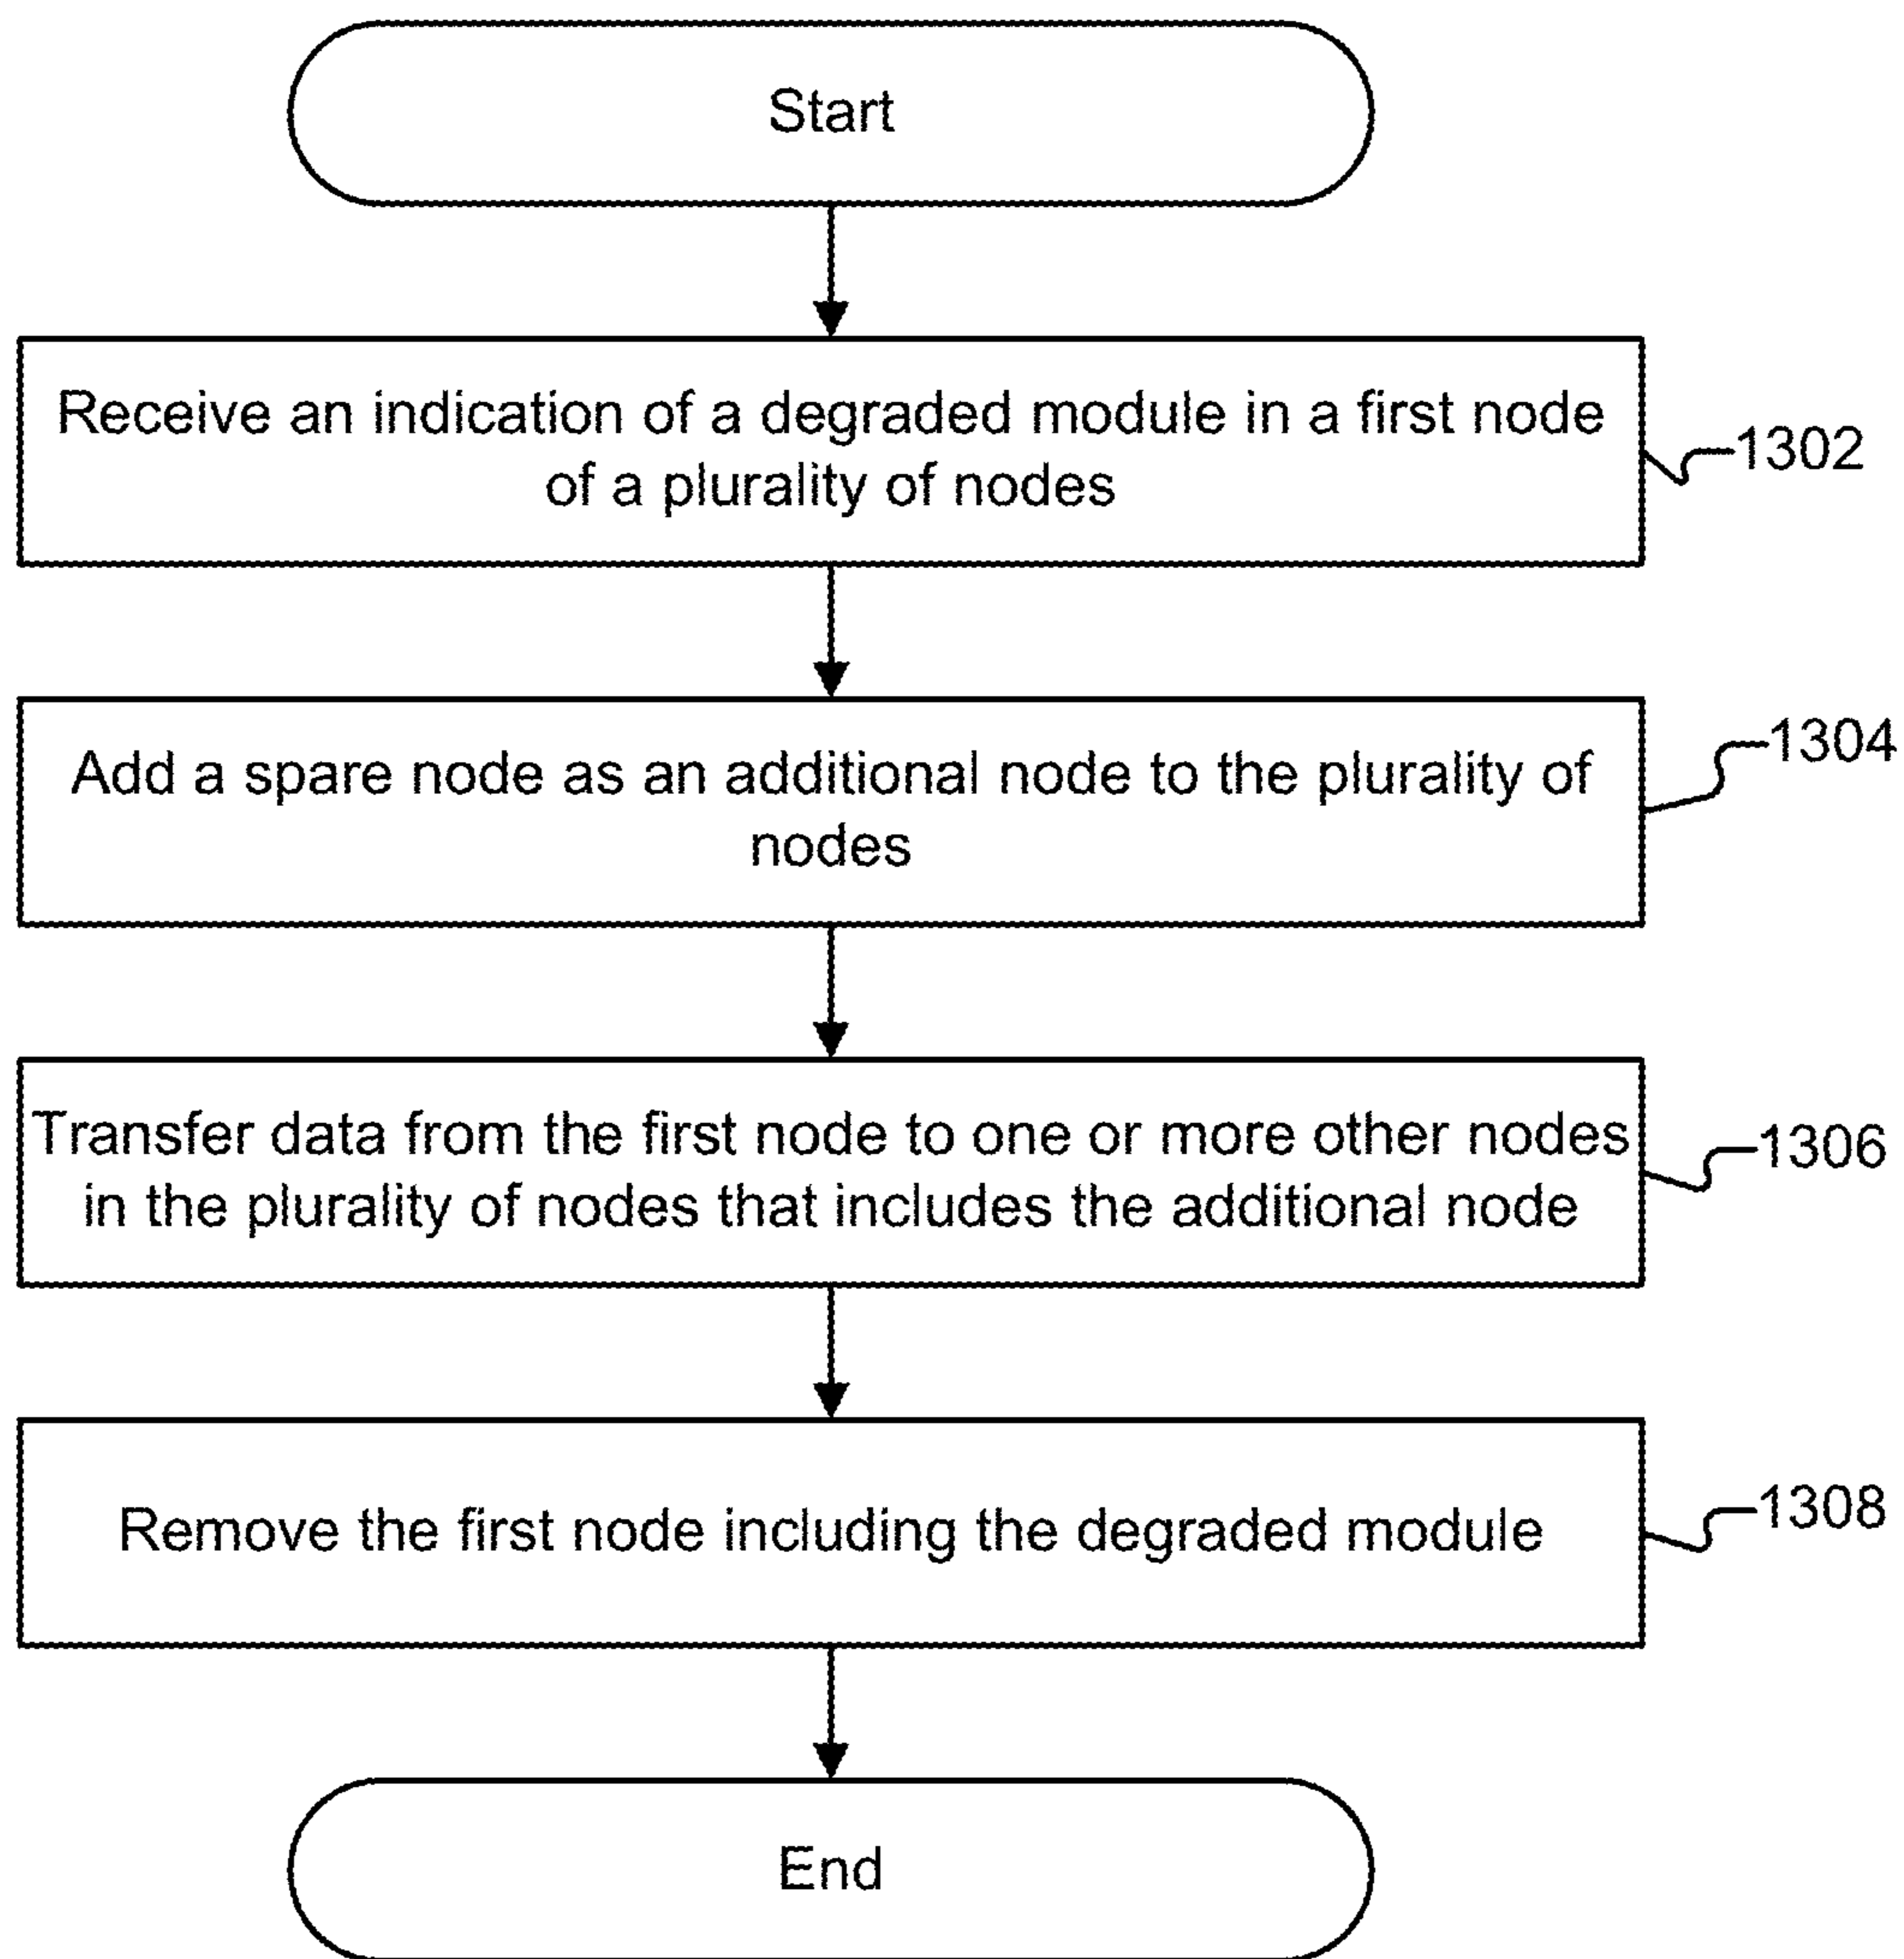 Start
Receive an indication of a degraded module in a first node
of a plurality of nodes
1302
Add a spare node as an additional node to the plurality of
nodes
1304
Transfer data from the first node to one or more other nodes
in the plurality of nodes that includes the additional node
1306
Remove the first node including the degraded module
1308
End